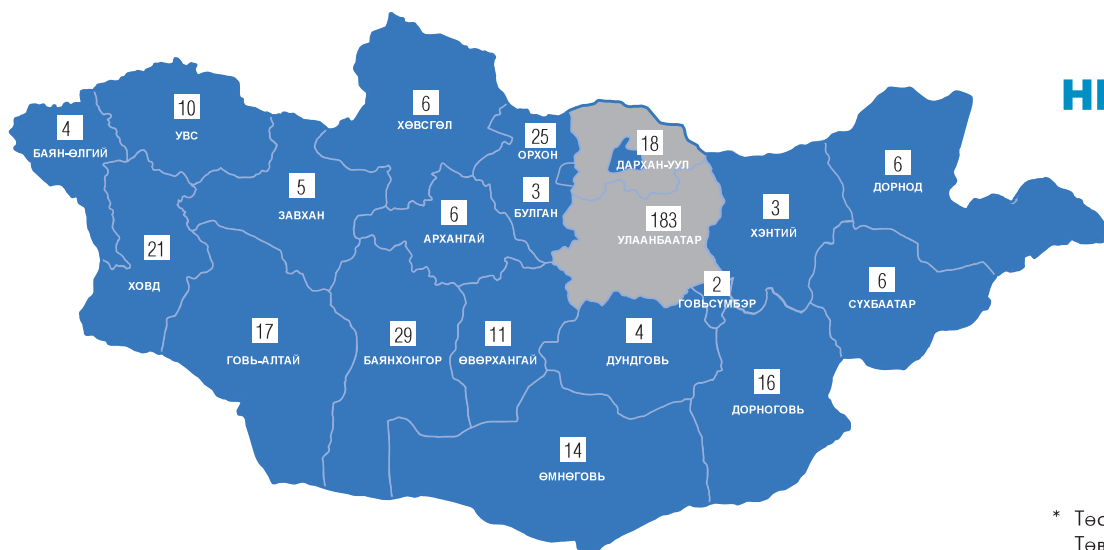 НI
4
БАЯН-ӨЛГИЙ
10
УВС
6
ХӨВСГӨЛ
25
ОРХОН
18
ДАРХАН-УУЛ
6
ДОРНОД
5
ЗАВХАН
6
АРХАНГАЙ
3
БУЛГАН
183
УЛААНБААТАР
3
ХЭНТИЙ
21
ХОВД
2
ГОВЬСҮМБЭР
6
СҮХБААТАР
17
ГОВЬ-АЛТАЙ
29
БАЯНХОНГОР
11
ӨВӨРХАНГАЙ
4
ДУНДГОВЬ
16
ДОРНОГОВЬ
14
ӨМНӨГОВЬ
*